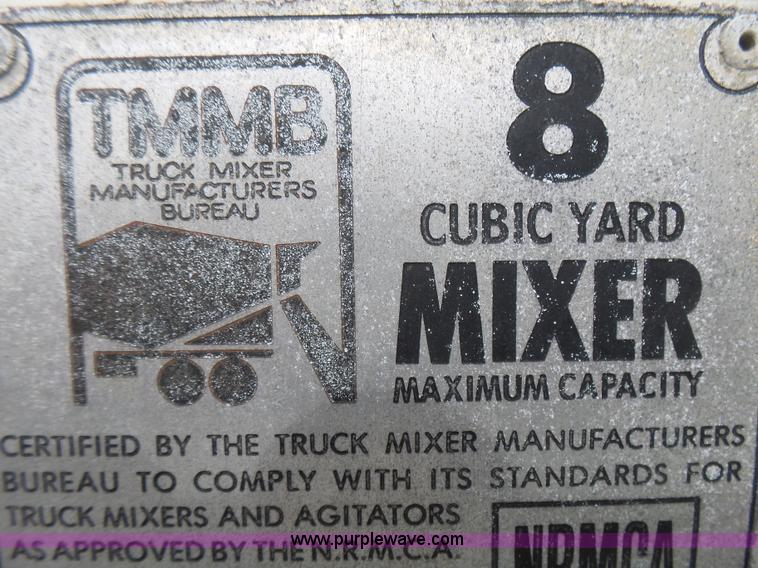 TMMB
TRUCK MIXER
MANUFACTURERS
BUREAU
8
CUBIC YARD
MIXER
MAXIMUM CAPACITY
CERTIFIED BY THE TRUCK MIXER MANUFACTURERS
BUREAU TO COMPLY WITH ITS STANDARDS FOR
TRUCK MIXERS AND AGITATORS
AS APPROVED BY THE N.R.M.C.A.
NRMCA
www.purplewave.com